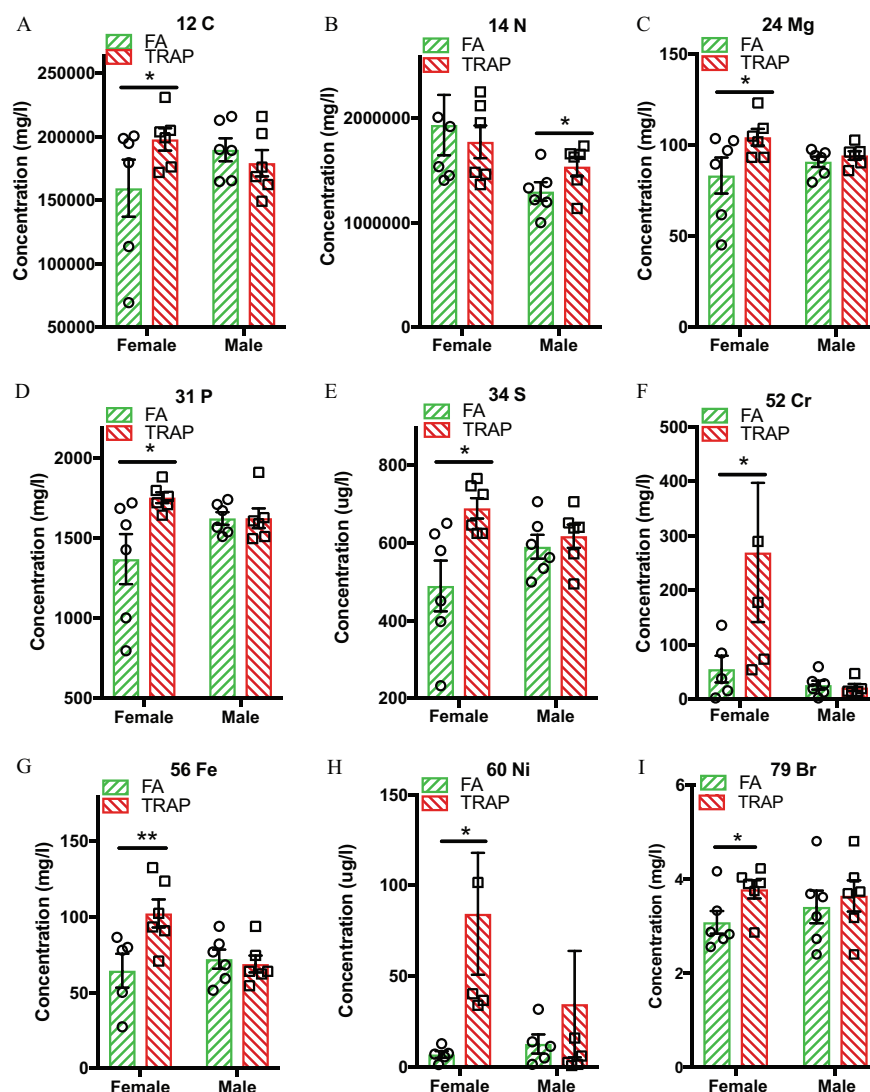 A
12 C
FA
TRAP
*
Concentration (mg/l)
250000
200000
150000
100000
50000
Female
Male
B
14 N
FA
TRAP
*
Concentration (mg/l)
2000000
1000000
0
Female
Male
C
24 Mg
FA
TRAP
*
Concentration (mg/l)
150
100
50
0
Female
Male
D
31 P
FA
TRAP
*
Concentration (mg/l)
2000
1500
1000
500
Female
Male
E
34 S
FA
TRAP
*
Concentration (ug/l)
800
600
400
200
Female
Male
F
52 Cr
FA
TRAP
*
Concentration (mg/l)
500
400
300
200
100
0
Female
Male
G
56 Fe
FA
TRAP
**
Concentration (mg/l)
150
100
50
0
Female
Male
H
60 Ni
FA
TRAP
*
Concentration (ug/l)
150
100
50
0
Female
Male
I
79 Br
FA
TRAP
*
Concentration (mg/l)
6
4
2
0
Female
Male